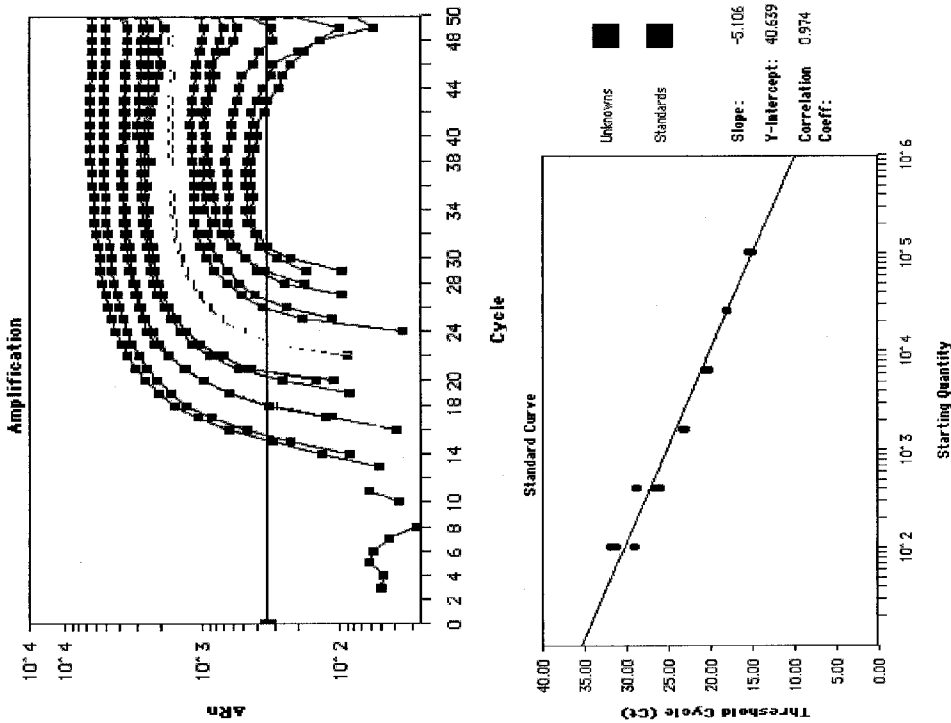 Amplification
10^4
10^4
10^3
10^2
ΔRn
0 2 4 6 8 10 14 16 18 20 24 28 30 34 38 40 44 48 50
Cycle
Standard Curve
40.00
35.00
30.00
25.00
20.00
15.00
10.00
5.00
0.00
Threshold Cycle (Ct)
10^2 10^3 10^4 10^5 10^6
Starting Quantity
Unknowns
Standards
Slope: -5.106
Y-Intercept: 40.639
Correlation 0.974
Coeff: